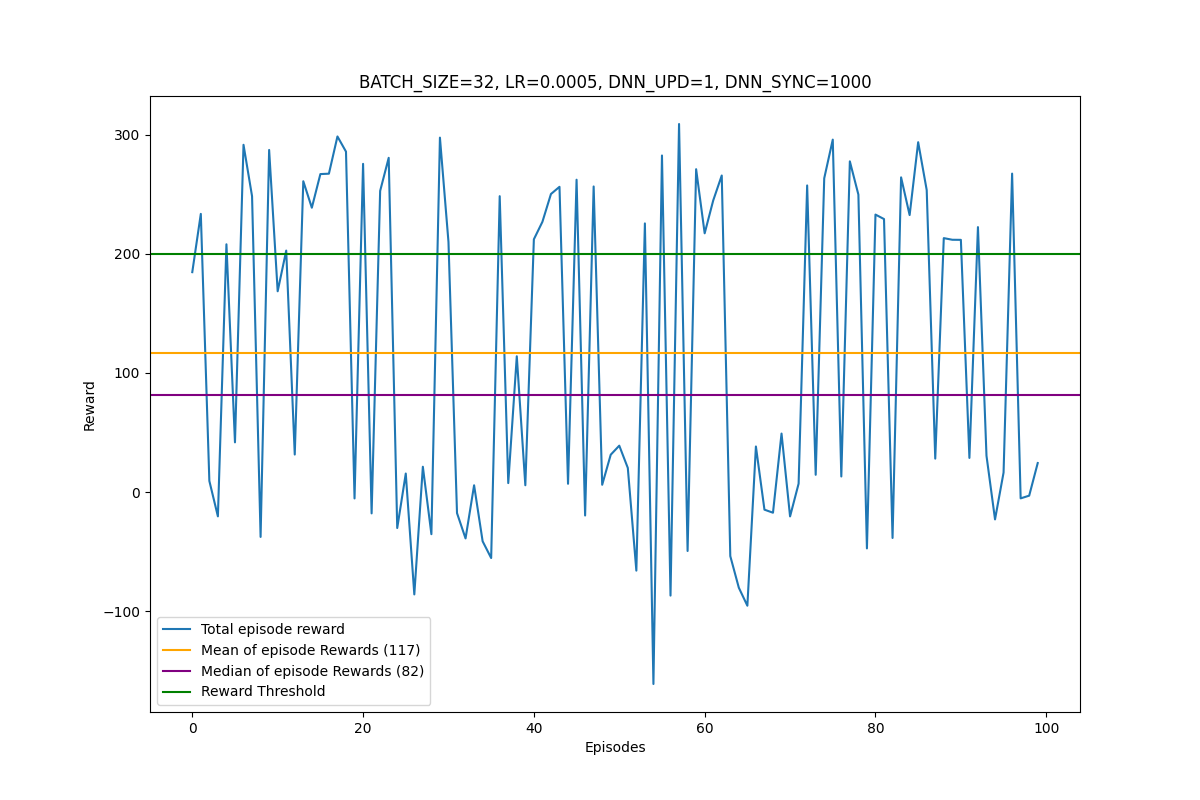 BATCH_SIZE=32, LR=0.0005, DNN_UPD=1, DNN_SYNC=1000
300
200
100
0
−100
Reward
Total episode reward
Mean of episode Rewards (117)
Median of episode Rewards (82)
Reward Threshold
0 20 40 60 80 100
Episodes